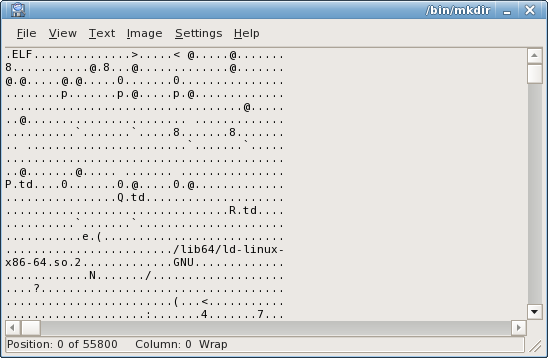 /bin/mkdir
File View Text Image Settings Help
.ELF..............>.....< @.....@.......
8...........@.8...@.............@.......
@.@.....@.@.....0.......0...............
........p.......p.@.....p.@.............
..................................@.....
..@........................ ............
..........`.......`.....8.......8.......
.. .......................`.......`.....
........................................
..@.......@..... ....... ...............
P.td....0.......0.@.....0.@.............
................Q.td....................
................................R.td....
..........`.......`.....................
...........e.(..........................
......................../lib64/ld-linux-
x86-64.so.2.............GNU.............
............N......./...................
....?...................................
........................(...<...........
....................:.......4.......7...
Position: 0 of 55800 Column: 0 Wrap